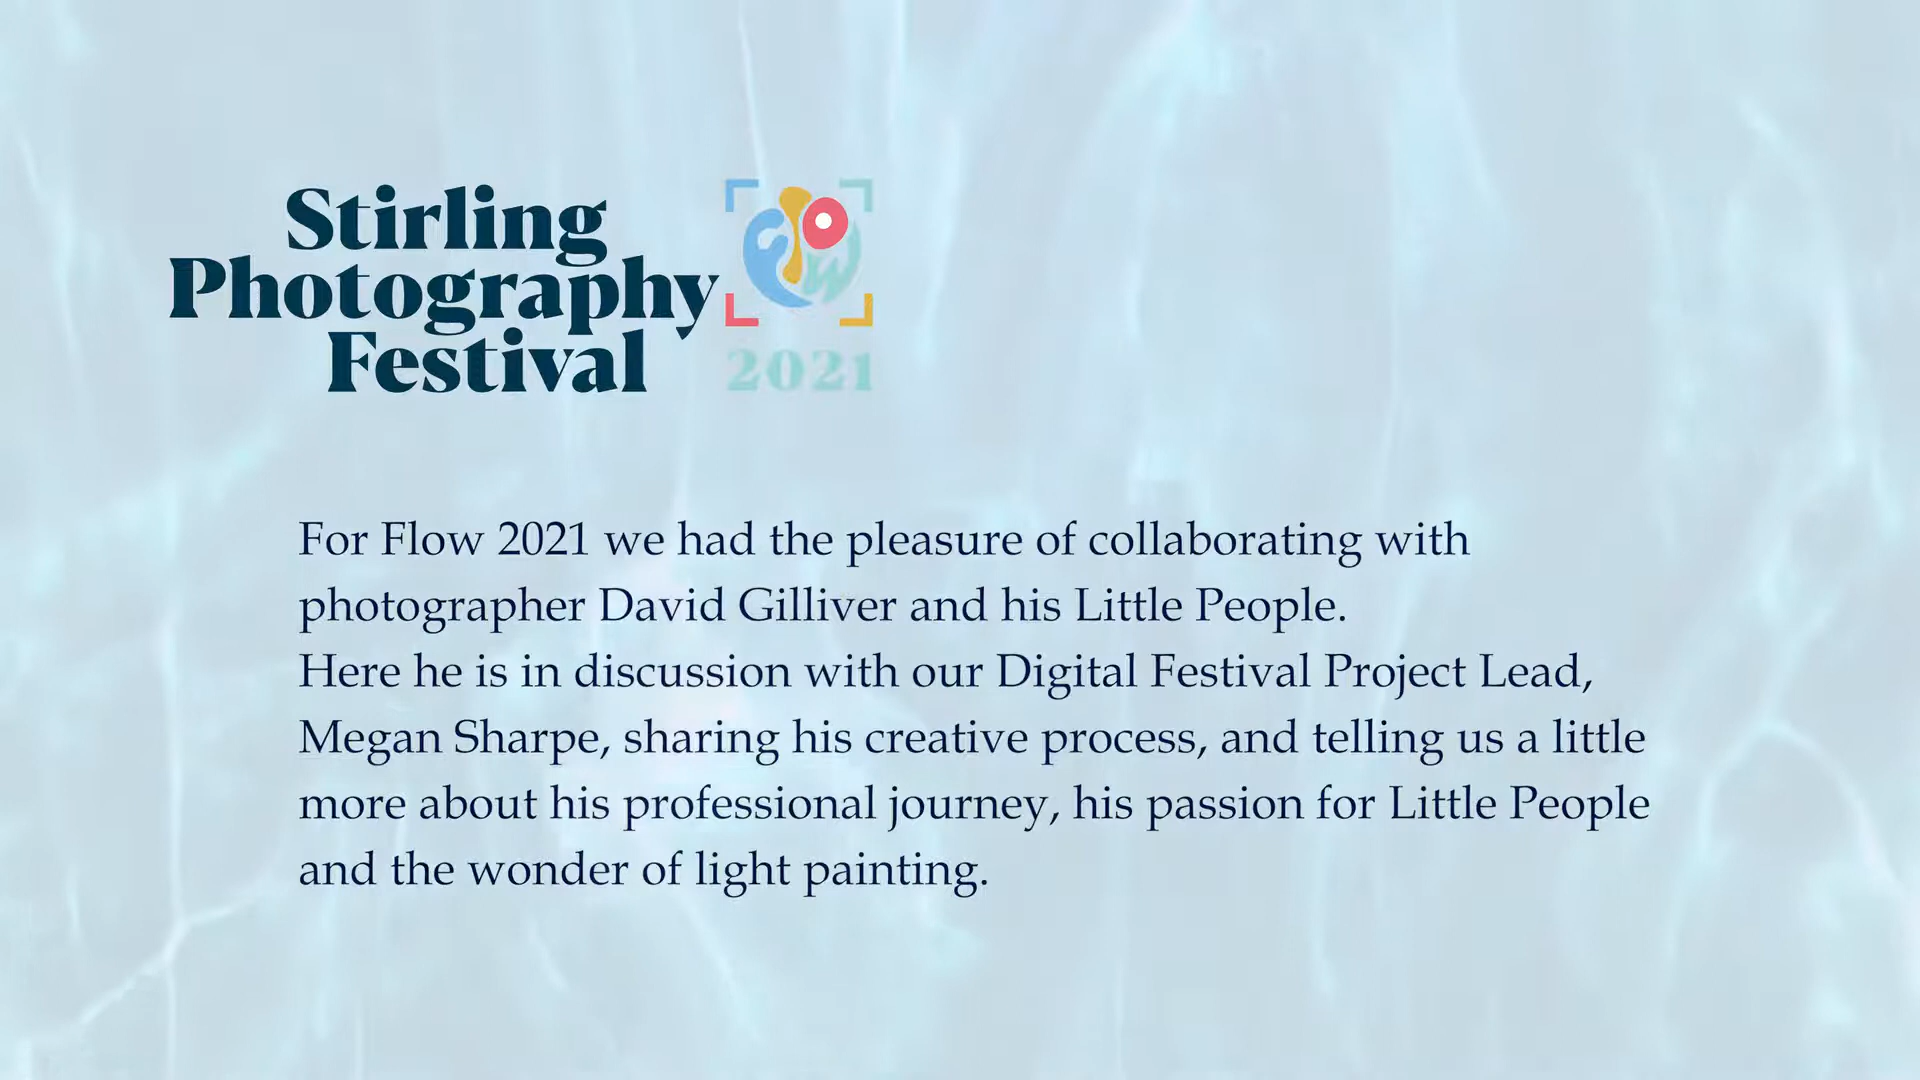 Stirling
Photography
Festival
Flow
2021
For Flow 2021 we had the pleasure of collaborating with
photographer David Gilliver and his Little People.
Here he is in discussion with our Digital Festival Project Lead,
Megan Sharpe, sharing his creative process, and telling us a little
more about his professional journey, his passion for Little People
and the wonder of light painting.